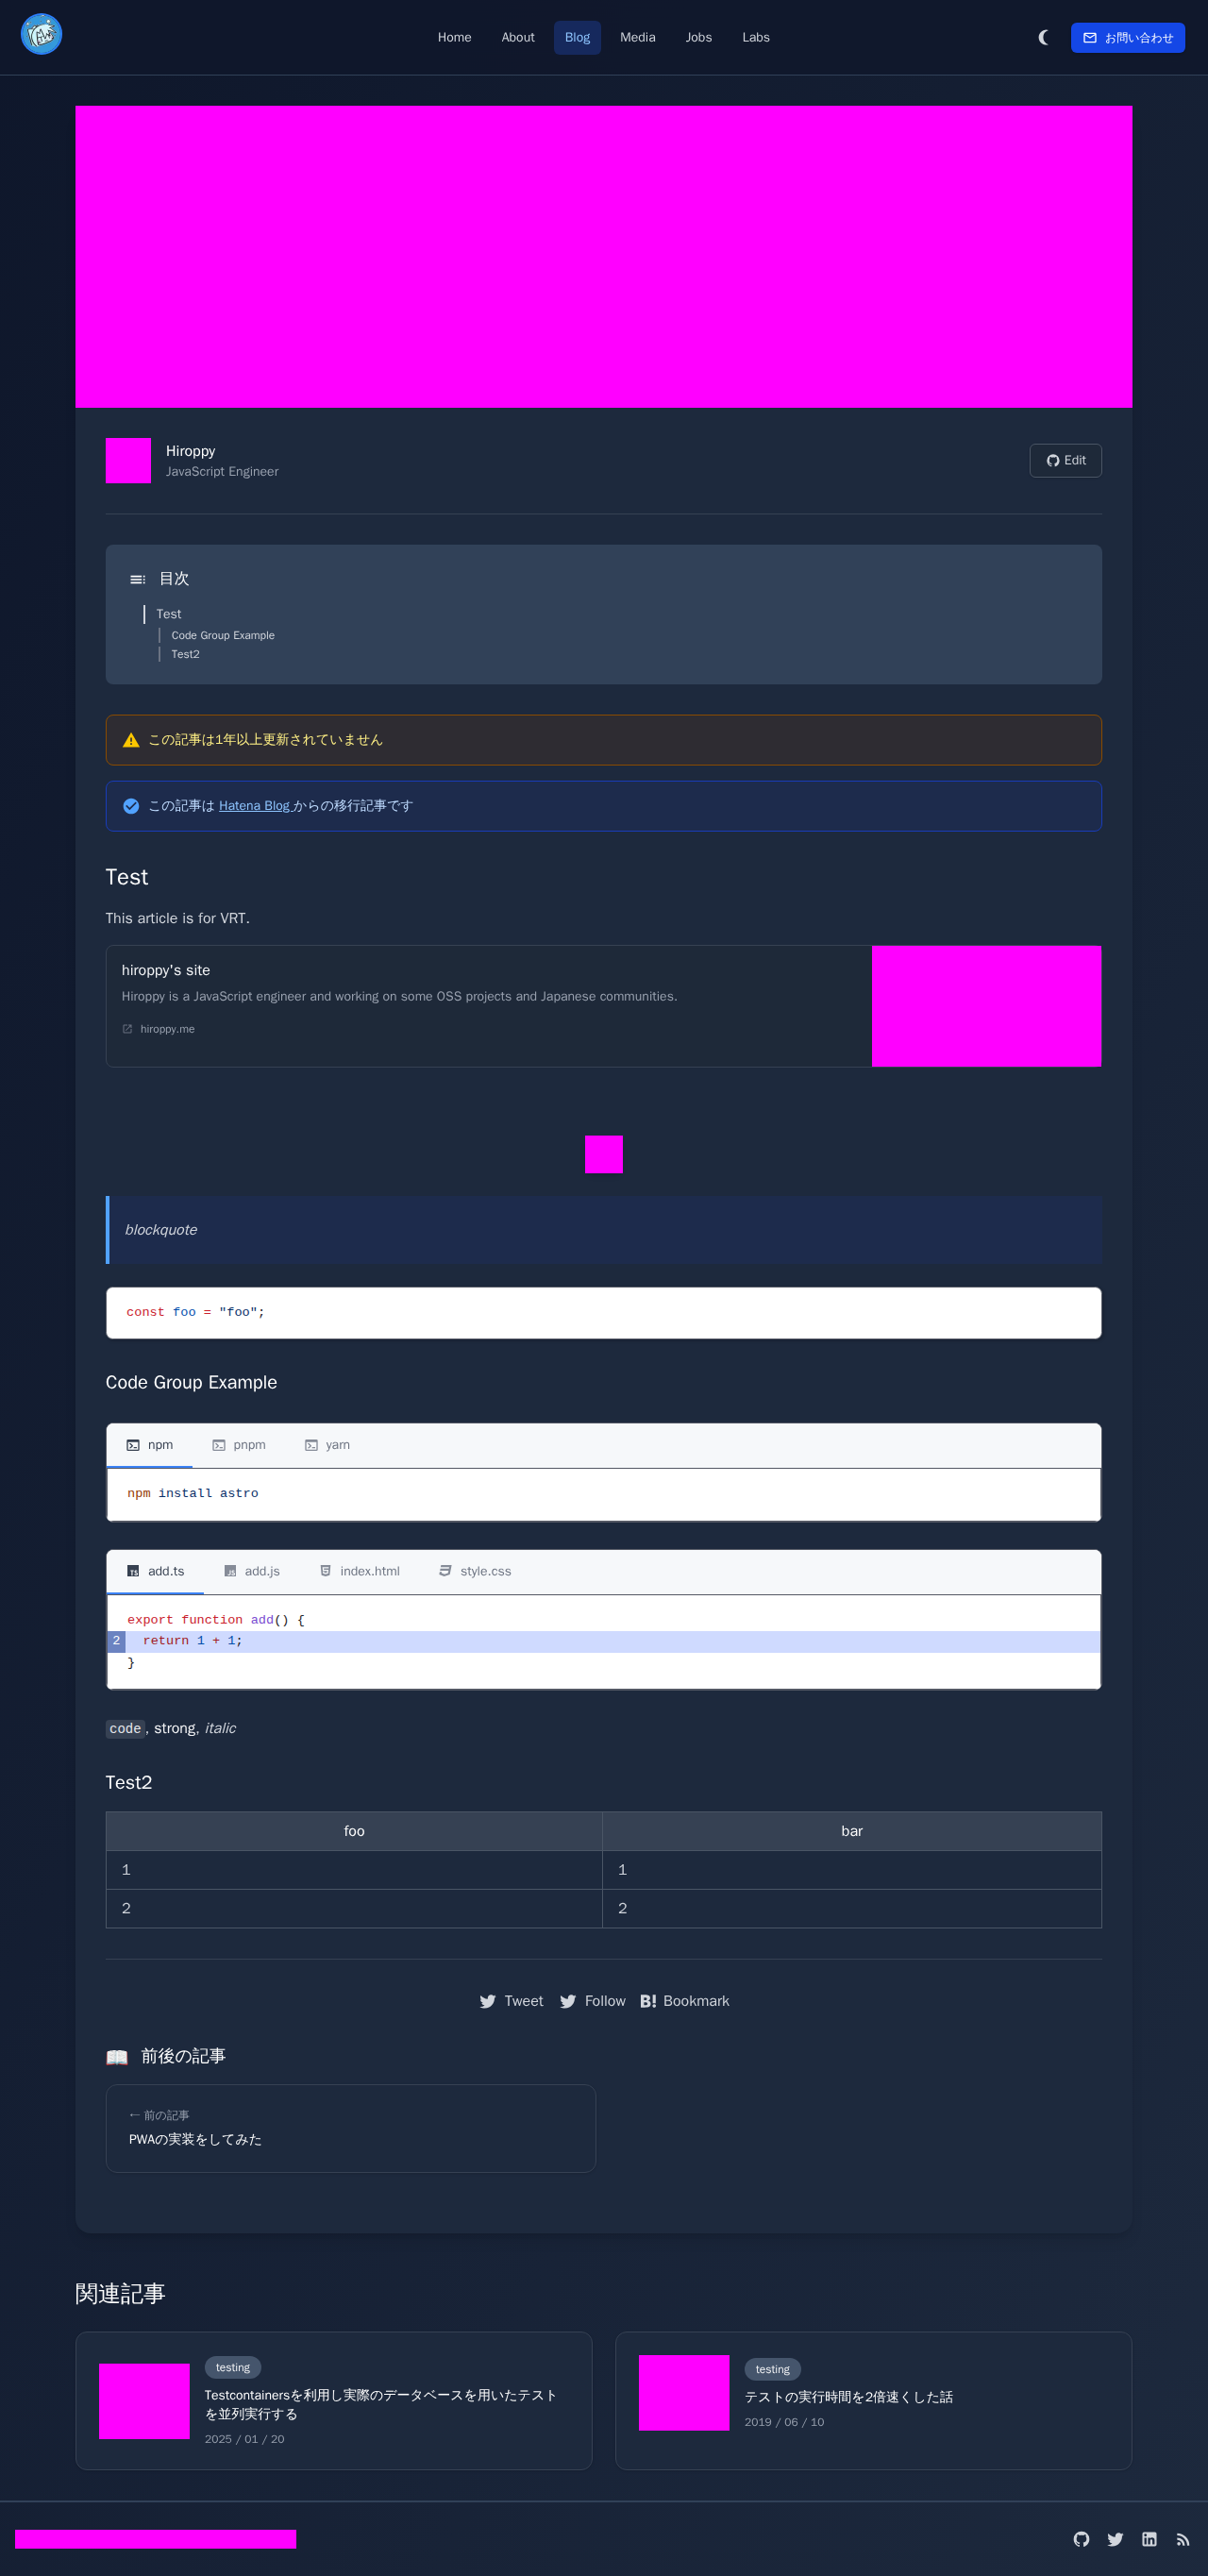 Home About Blog Media Jobs Labs お問い合わせ
Hiroppy
JavaScript Engineer
Edit
目次
Test
Code Group Example
Test2
この記事は1年以上更新されていません
この記事は Hatena Blog からの移行記事です
Test
This article is for VRT.
hiroppy's site
Hiroppy is a JavaScript engineer and working on some OSS projects and Japanese communities.
hiroppy.me
blockquote
const foo = "foo";
Code Group Example
npm pnpm yarn
npm install astro
add.ts add.js index.html style.css
export function add() {
2 return 1 + 1;
}
code, strong, italic
Test2
foo bar
1 1
2 2
Tweet Follow B! Bookmark
前後の記事
← 前の記事
PWAの実装をしてみた
関連記事
testing
Testcontainersを利用し実際のデータベースを用いたテスト
を並列実行する
2025 / 01 / 20
testing
テストの実行時間を2倍速くした話
2019 / 06 / 10